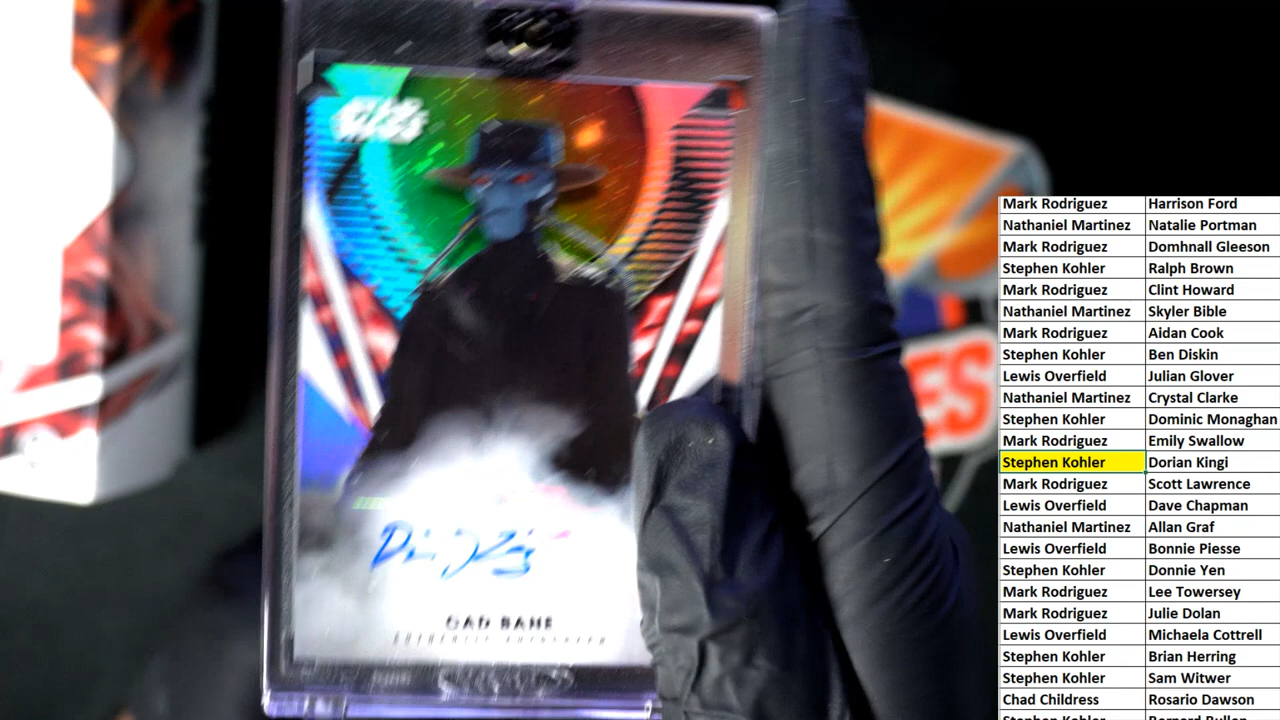 CAD BANE
AUTHENTIC AUTOGRAPH
ES
Mark Rodriguez Harrison Ford
Nathaniel Martinez Natalie Portman
Mark Rodriguez Domhnall Gleeson
Stephen Kohler Ralph Brown
Mark Rodriguez Clint Howard
Nathaniel Martinez Skyler Bible
Mark Rodriguez Aidan Cook
Stephen Kohler Ben Diskin
Lewis Overfield Julian Glover
Nathaniel Martinez Crystal Clarke
Stephen Kohler Dominic Monaghan
Mark Rodriguez Emily Swallow
Stephen Kohler Dorian Kingi
Mark Rodriguez Scott Lawrence
Lewis Overfield Dave Chapman
Nathaniel Martinez Allan Graf
Lewis Overfield Bonnie Piesse
Stephen Kohler Donnie Yen
Mark Rodriguez Lee Towersey
Mark Rodriguez Julie Dolan
Lewis Overfield Michaela Cottrell
Stephen Kohler Brian Herring
Stephen Kohler Sam Witwer
Chad Childress Rosario Dawson